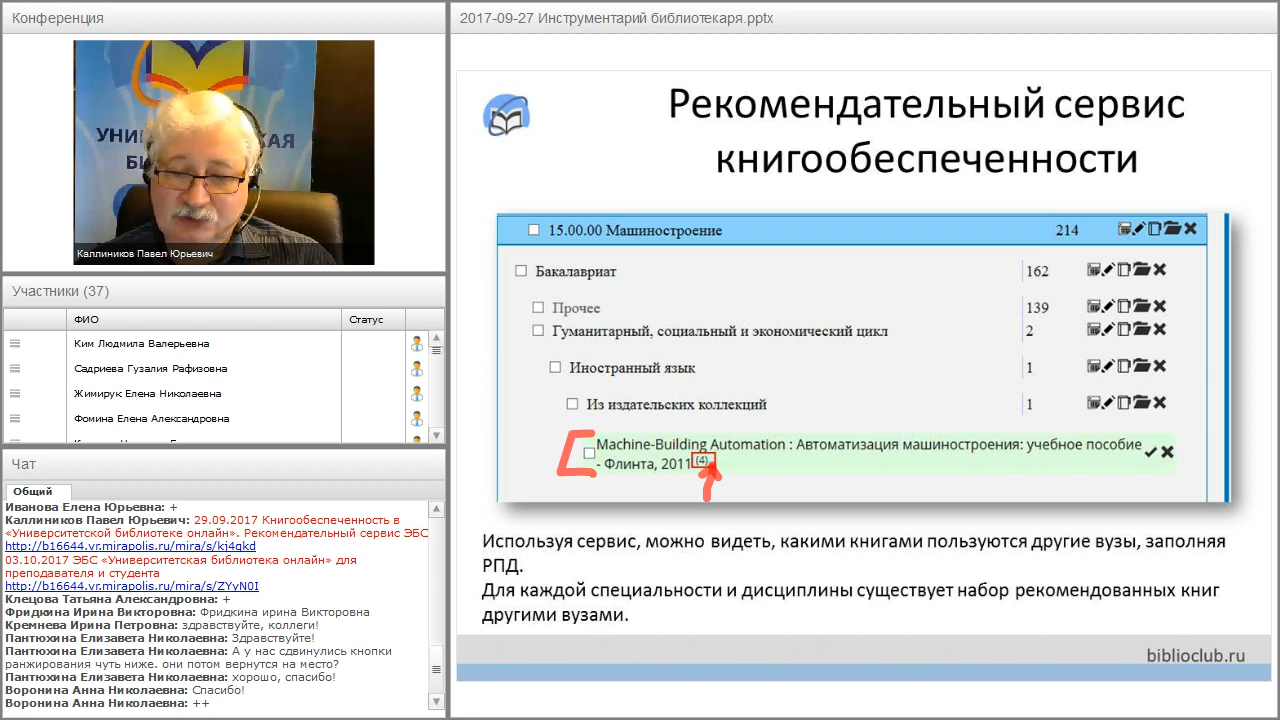 Конференция
УНИ
КАЯ
Каллиников Павел Юрьевич
Участники (37)
ФИО Статус
Ким Людмила Валерьевна
Садриева Гузалия Рафизовна
Жимирук Елена Николаевна
Фомина Елена Александровна
Чат
Общий
Иванова Елена Юрьевна: +
Каллиников Павел Юрьевич: 29.09.2017 Книгообеспеченность в
«Университетской библиотеке онлайн». Рекомендательный сервис ЭБС
http://b16644.vr.mirapolis.ru/mira/s/kj4qkd
03.10.2017 ЭБС «Университетская библиотека онлайн» для
преподавателя и студента
http://b16644.vr.mirapolis.ru/mira/s/ZYvN0I
Клецова Татьяна Александровна: +
Фридкина Ирина Викторовна: Фридкина ирина Викторовна
Кремнева Ирина Петровна: здравствуйте, коллеги!
Пантюхина Елизавета Николаевна: Здравствуйте!
Пантюхина Елизавета Николаевна: А у нас сдвинулись кнопки
ранжирования чуть ниже. они потом вернутся на место?
Пантюхина Елизавета Николаевна: хорошо, спасибо!
Воронина Анна Николаевна: Спасибо!
Воронина Анна Николаевна: ++
2017-09-27 Инструментарий библиотекаря.pptx
Рекомендательный сервис
книгообеспеченности
15.00.00 Машиностроение 214
Бакалавриат 162
Прочее 139
Гуманитарный, социальный и экономический цикл 2
Иностранный язык 1
Из издательских коллекций 1
Machine-Building Automation : Автоматизация машиностроения: учебное пособие
- Флинта, 2011 (4)
Используя сервис, можно видеть, какими книгами пользуются другие вузы, заполняя
РПД.
Для каждой специальности и дисциплины существует набор рекомендованных книг
другими вузами.
biblioclub.ru